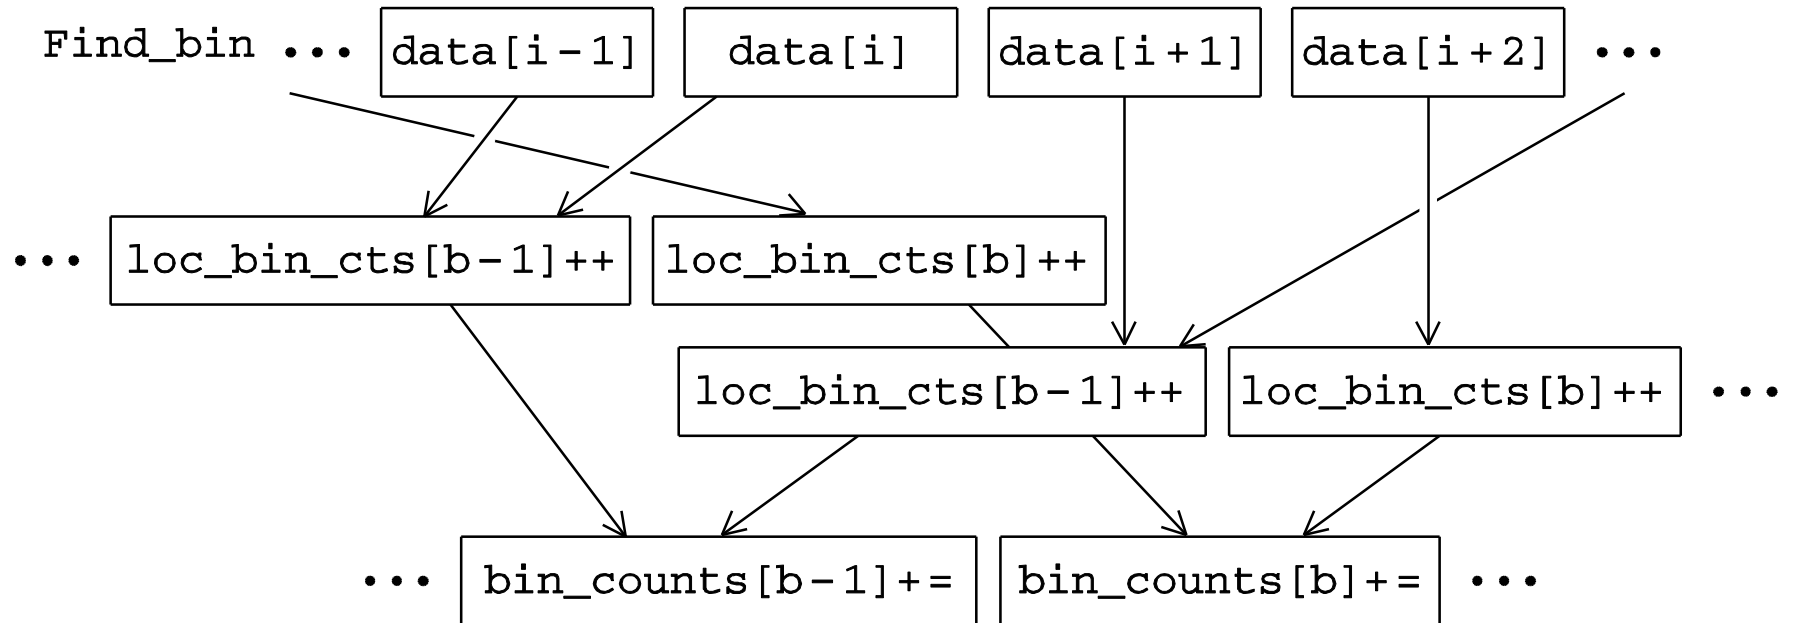 Find_bin ••• data[i-1] data[i] data[i+1] data[i+2] •••
••• loc_bin_cts[b-1]++ loc_bin_cts[b]++
loc_bin_cts[b-1]++ loc_bin_cts[b]++ •••
••• bin_counts[b-1]+= bin_counts[b]+= •••